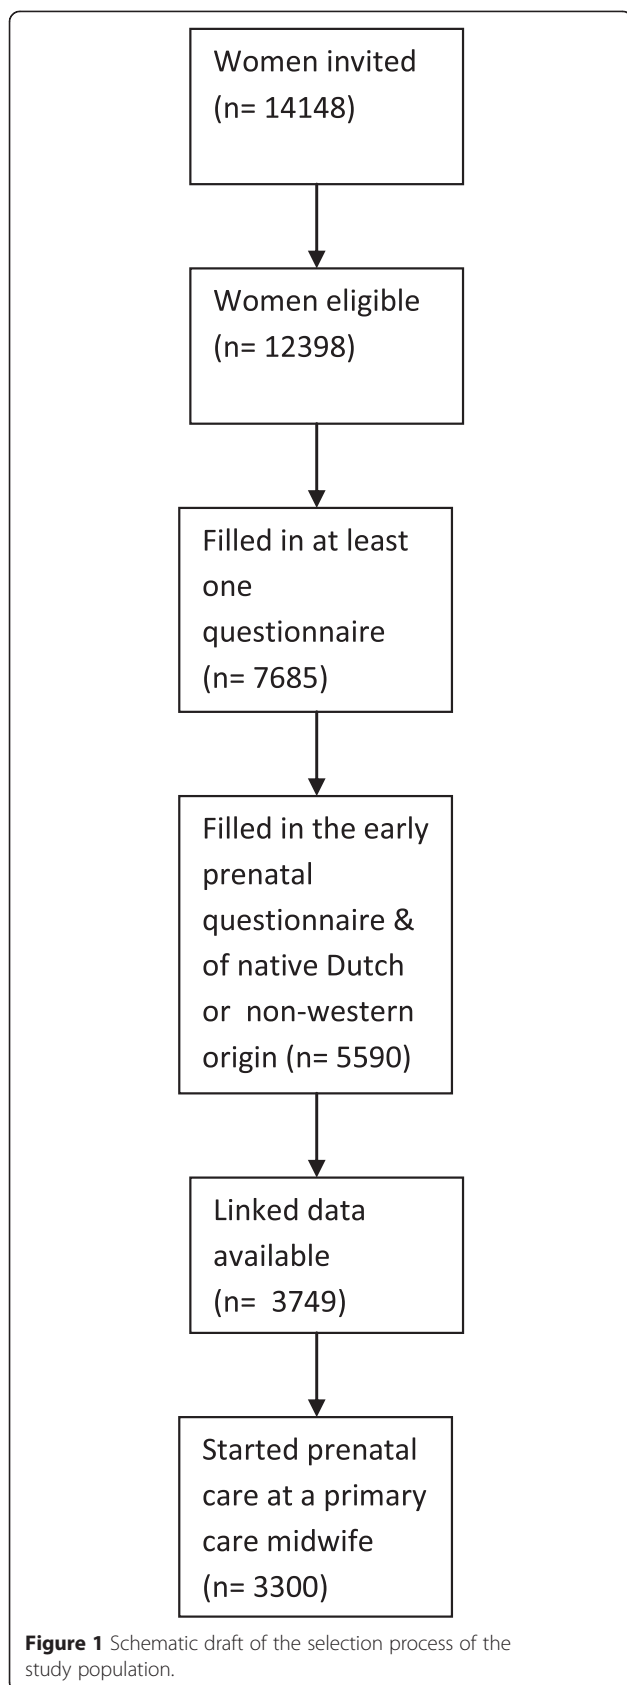 Women invited
(n= 14148)
Women eligible
(n= 12398)
Filled in at least
one
questionnaire
(n= 7685)
Filled in the early
prenatal
questionnaire &
of native Dutch
or  non-western
origin (n= 5590)
Linked data
available
(n=  3749)
Started prenatal
care at a primary
care midwife
(n= 3300)
Figure 1 Schematic draft of the selection process of the
study population.